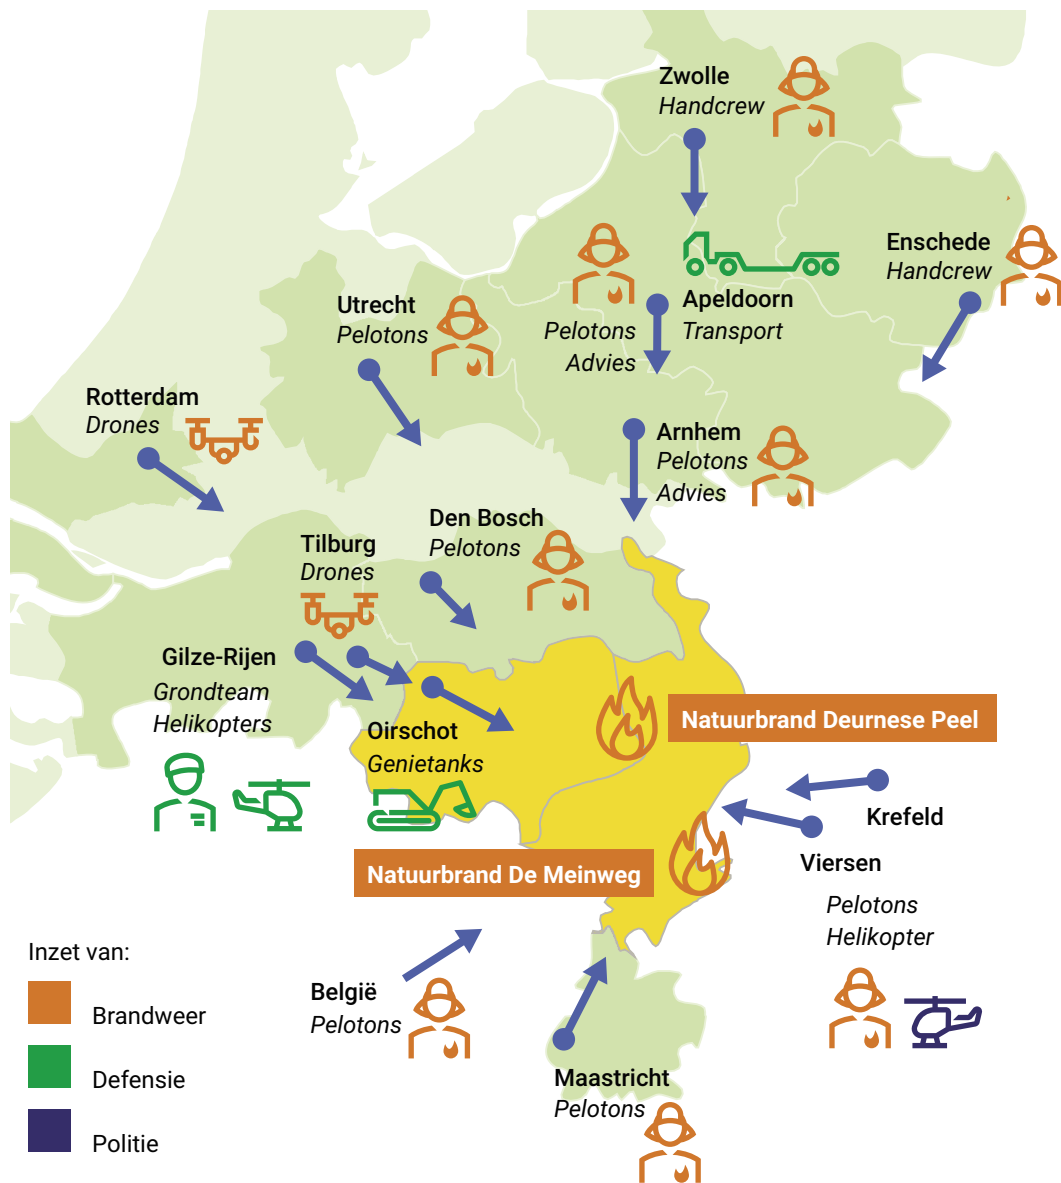 Zwolle
Handcrew
Enschede
Handcrew
Utrecht
Pelotons
Pelotons
Advies
Apeldoorn
Transport
Rotterdam
Drones
Arnhem
Pelotons
Advies
Den Bosch
Pelotons
Tilburg
Drones
Gilze-Rijen
Grondteam
Helikopters
Oirschot
Genietanks
Natuurbrand Deurnese Peel
Krefeld
Viersen
Pelotons
Helikopter
Natuurbrand De Meinweg
België
Pelotons
Maastricht
Pelotons
Inzet van:
Brandweer
Defensie
Politie